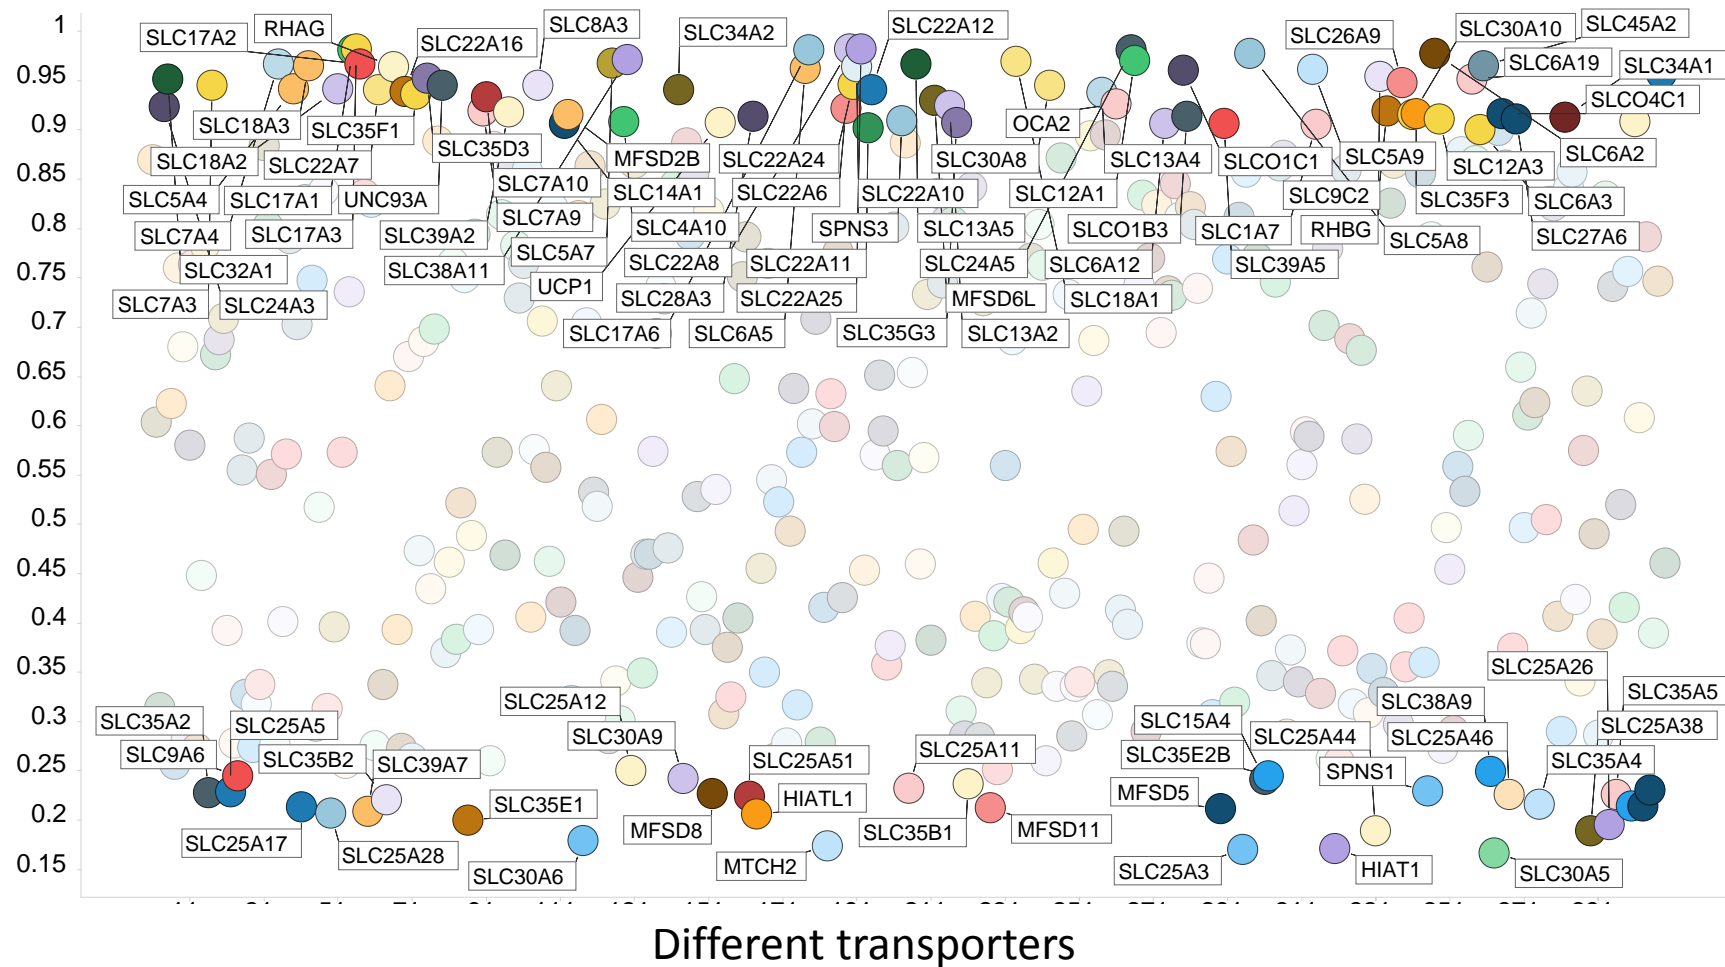 1
0.95
0.9
0.85
0.8
0.75
0.7
0.65
0.6
0.55
0.5
0.45
0.4
0.35
0.3
0.25
0.2
0.15
SLC17A2
RHAG
SLC22A16
SLC8A3
SLC34A2
SLC22A12
SLC26A9
SLC30A10
SLC45A2
SLC6A19
SLC34A1
SLCO4C1
SLC18A3
SLC35F1
SLC35D3
OCA2
SLC18A2
SLC22A7
MFSD2B
SLC22A24
SLC30A8
SLC13A4
SLCO1C1
SLC5A9
SLC12A3
SLC6A2
SLC5A4
SLC17A1
UNC93A
SLC7A10
SLC14A1
SLC22A6
SLC22A10
SLC12A1
SLC9C2
SLC35F3
SLC6A3
SLC7A4
SLC17A3
SLC39A2
SLC7A9
SLC4A10
SPNS3
SLC13A5
SLCO1B3
SLC1A7
RHBG
SLC5A8
SLC27A6
SLC32A1
SLC38A11
SLC5A7
SLC22A8
SLC22A11
SLC24A5
SLC6A12
SLC39A5
SLC7A3
SLC24A3
UCP1
SLC28A3
SLC22A25
MFSD6L
SLC18A1
SLC17A6
SLC6A5
SLC35G3
SLC13A2
SLC35A2
SLC25A5
SLC9A6
SLC35B2
SLC39A7
SLC25A17
SLC25A28
SLC35E1
SLC30A6
SLC25A12
SLC30A9
SLC25A51
HIATL1
MFSD8
MTCH2
SLC25A11
SLC35B1
MFSD11
SLC15A4
SLC35E2B
MFSD5
SLC25A3
SLC25A44
SPNS1
HIAT1
SLC38A9
SLC25A46
SLC25A26
SLC35A5
SLC25A38
SLC35A4
SLC30A5
Different transporters